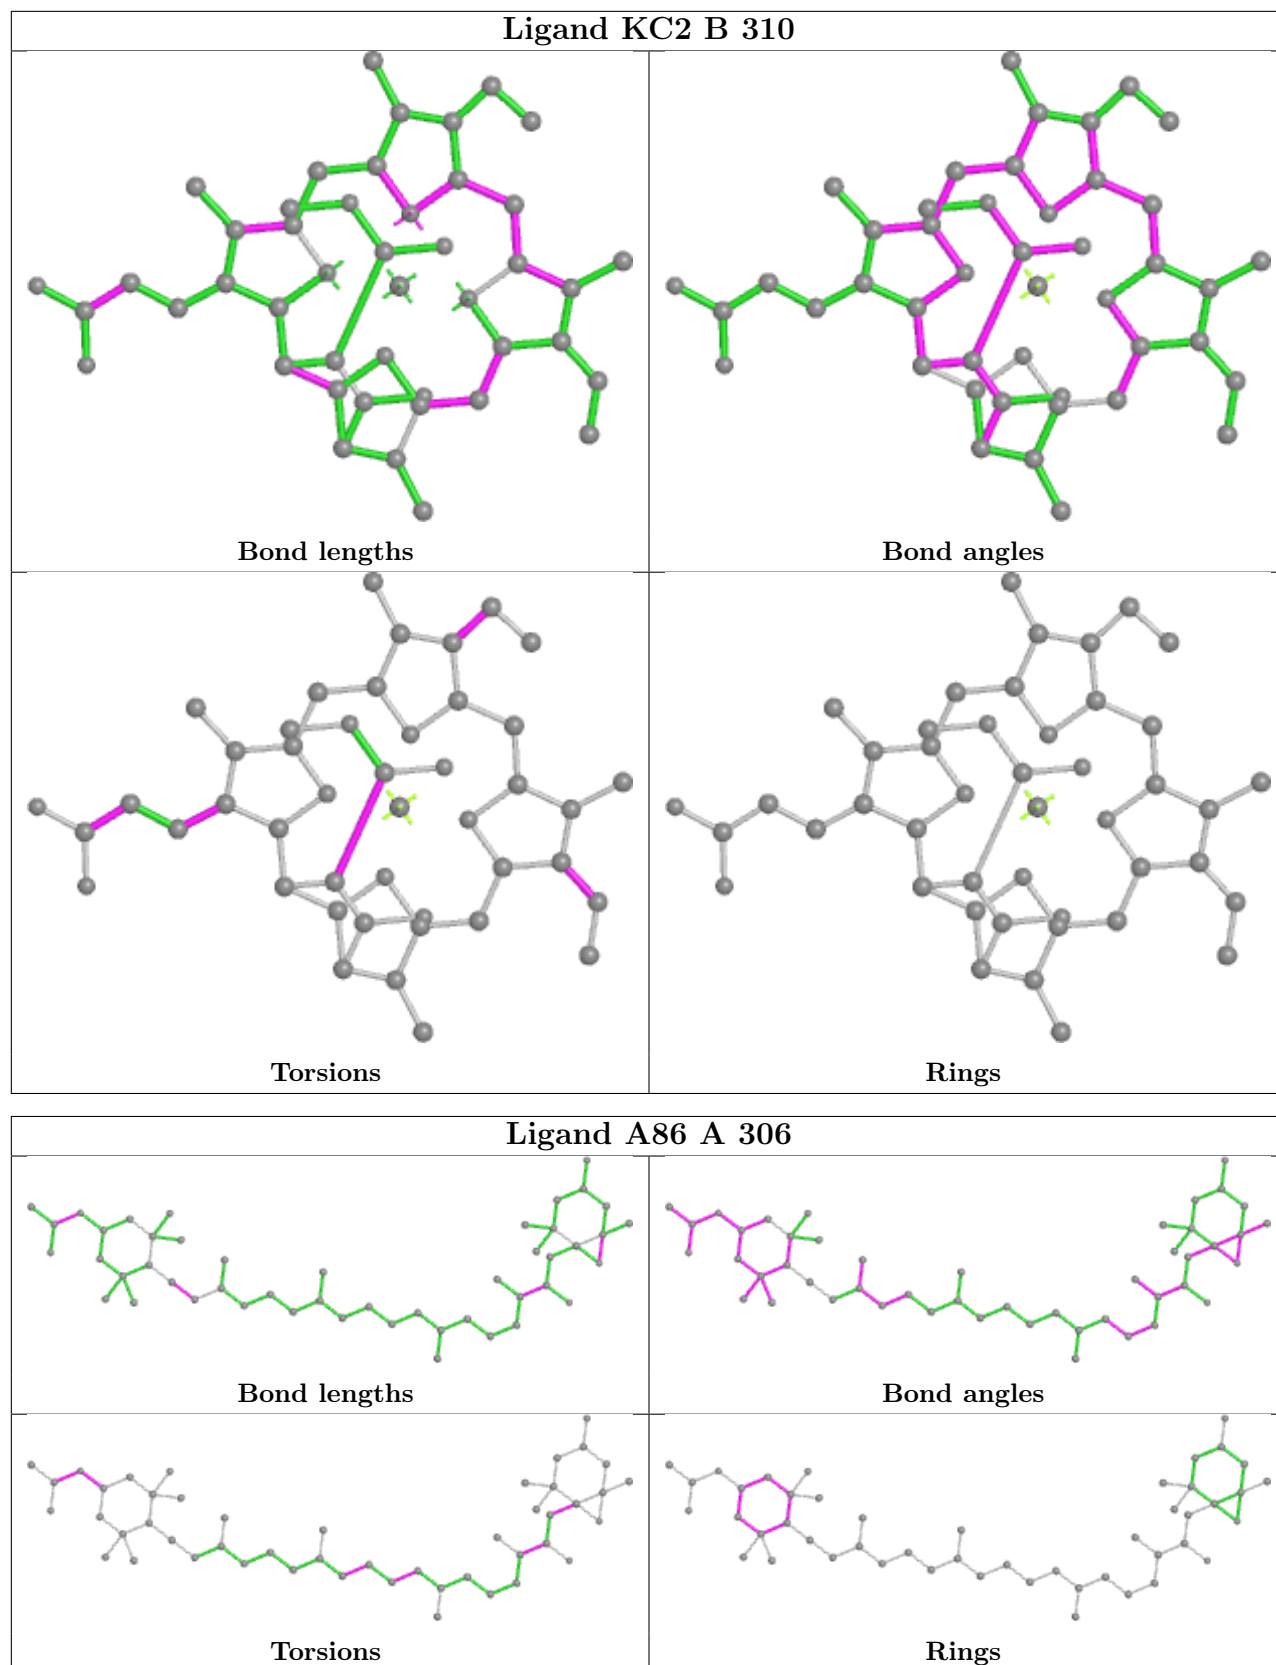 Ligand KC2 B 310
Bond lengths
Bond angles
Torsions
Rings
Ligand A86 A 306
Bond lengths
Bond angles
Torsions
Rings